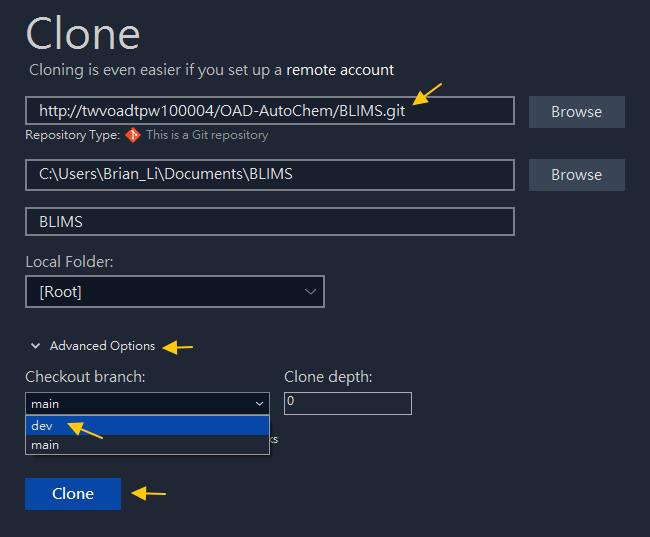 Clone
Cloning is even easier if you set up a remote account
http://twvoadtpw100004/OAD-AutoChem/BLIMS.git
Browse
Repository Type: This is a Git repository
C:\Users\Brian_Li\Documents\BLIMS
Browse
BLIMS
Local Folder:
[Root]
Advanced Options
Checkout branch:
Clone depth:
main
0
dev
main
Clone